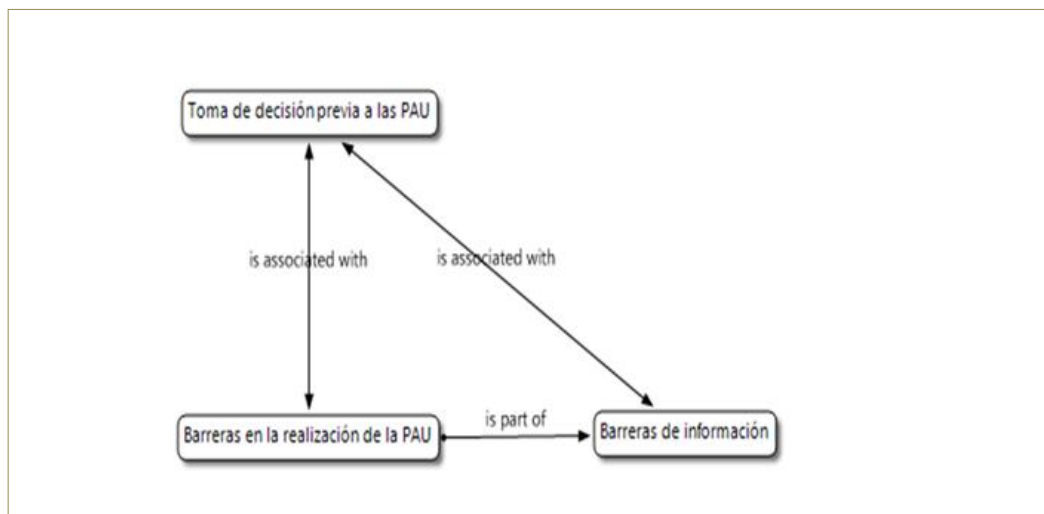 Toma de decisión previa a las PAU
is associated with
is associated with
Barreras en la realización de la PAU
is part of
Barreras de información